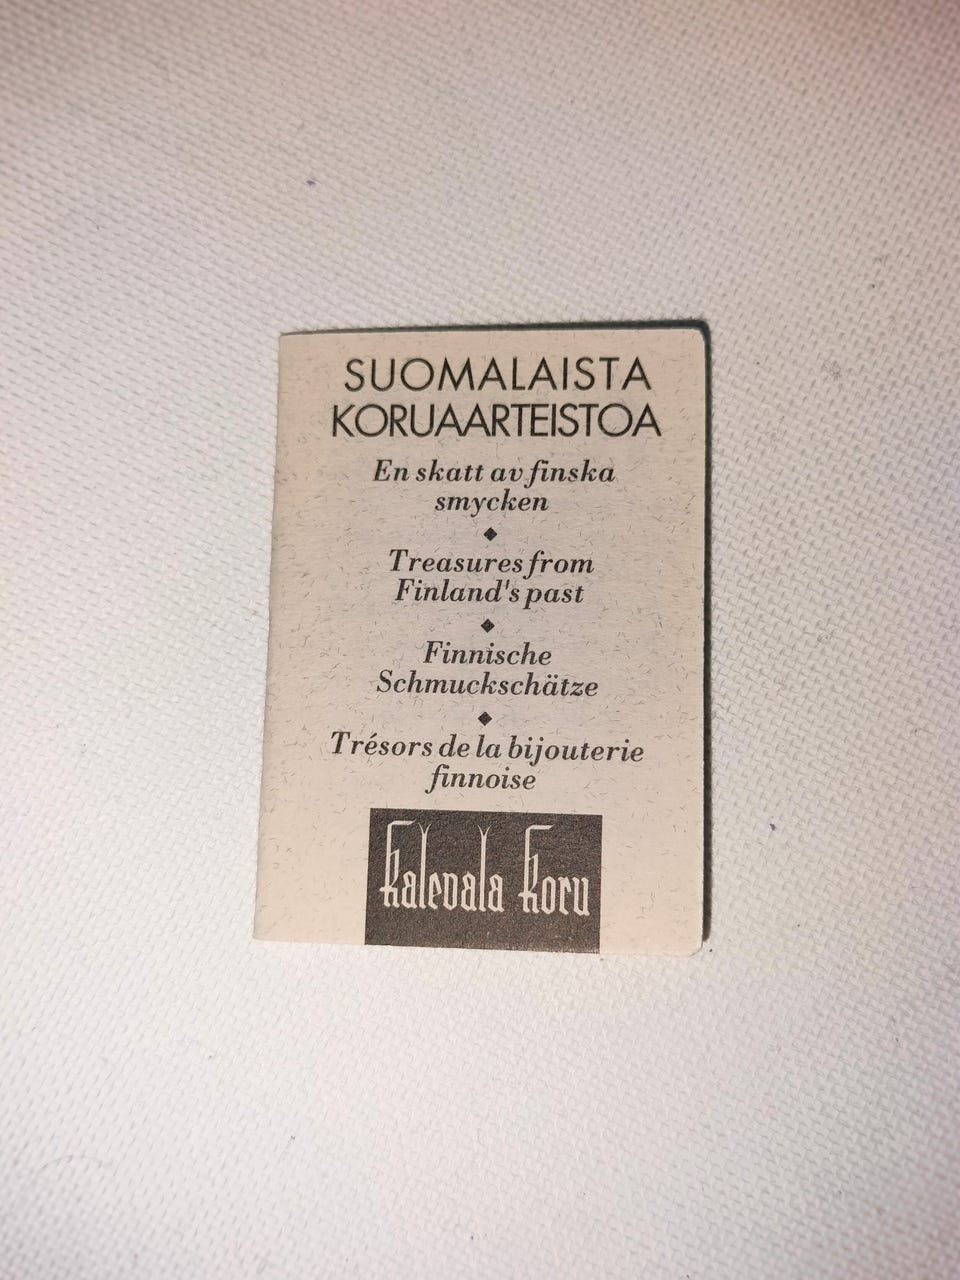 SUOMALAISTA
KORUAARTEISTOA
En skatt av finska
smycken
Treasures from
Finland's past
Finnische
Schmuckschätze
Trésors de la bijouterie
finnoise
Kalevala Koru